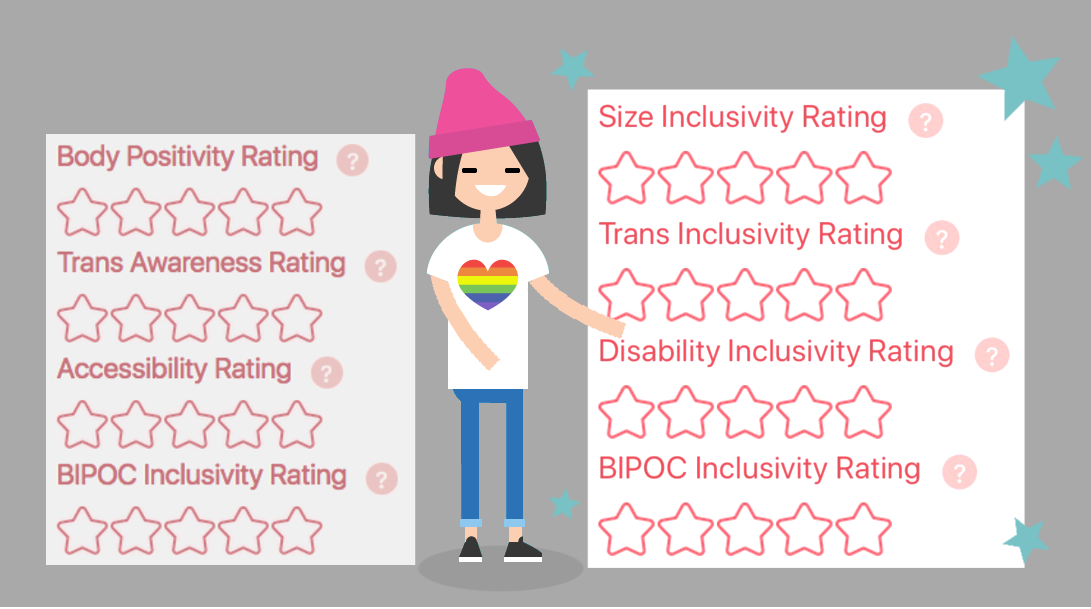 Body Positivity Rating ?
Trans Awareness Rating ?
Accessibility Rating ?
BIPOC Inclusivity Rating ?
Size Inclusivity Rating ?
Trans Inclusivity Rating ?
Disability Inclusivity Rating ?
BIPOC Inclusivity Rating ?